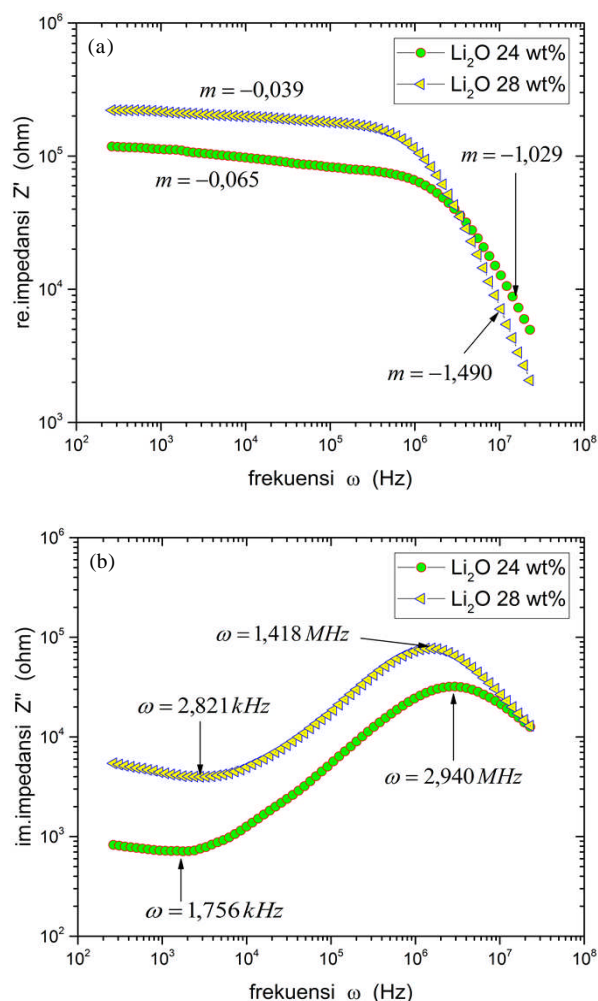 (a)
Li₂O 24 wt%
Li₂O 28 wt%
m = −0,039
m = −0,065
m = −1,029
m = −1,490
re.impedansi Z' (ohm)
10⁶
10⁵
10⁴
10³
10² 10³ 10⁴ 10⁵ 10⁶ 10⁷ 10⁸
frekuensi ω (Hz)
(b)
Li₂O 24 wt%
Li₂O 28 wt%
ω = 1,418 MHz
ω = 2,821 kHz
ω = 2,940 MHz
ω = 1,756 kHz
im.impedansi Z" (ohm)
10⁶
10⁵
10⁴
10³
10²
10² 10³ 10⁴ 10⁵ 10⁶ 10⁷ 10⁸
frekuensi ω (Hz)